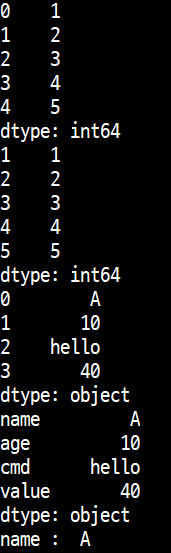 0    1
1    2
2    3
3    4
4    5
dtype: int64
1    1
2    2
3    3
4    4
5    5
dtype: int64
0        A
1       10
2    hello
3       40
dtype: object
name         A
age         10
cmd      hello
value       40
dtype: object
name :  A